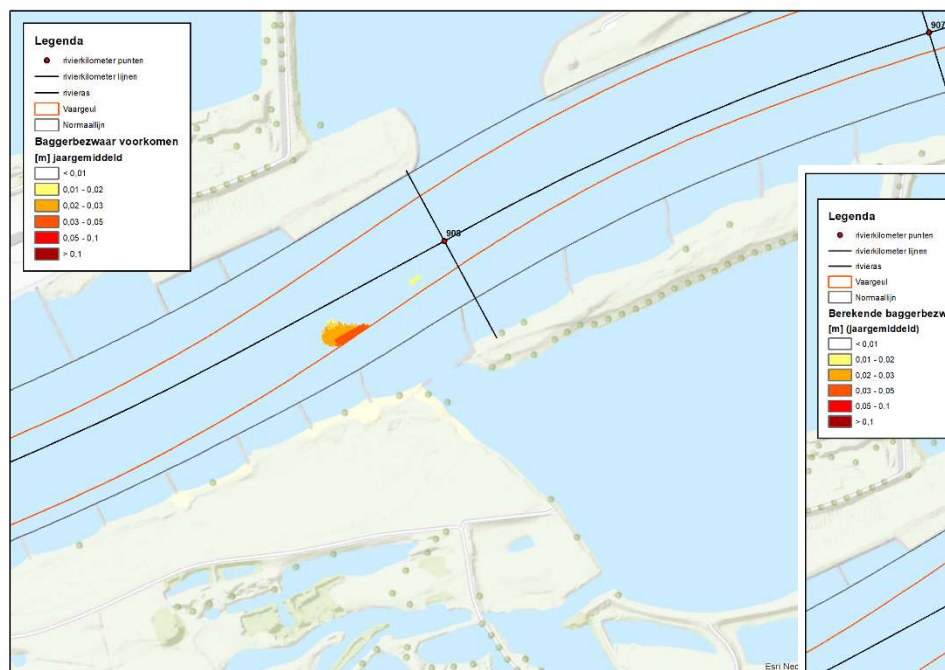 Legenda
rivierkilometer punten
rivierkilometer lijnen
rivieras
Vaargeul
Normaallijn
Baggerbezwaar voorkomen
[m] jaargemiddeld
< 0,01
0,01 - 0,02
0,02 - 0,03
0,03 - 0,05
0,05 - 0,1
> 0,1
907
908
Legenda
rivierkilometer punten
rivierkilometer lijnen
rivieras
Vaargeul
Normaallijn
Berekende baggerbezw
[m] (jaargemiddeld)
< 0,01
0,01 - 0,02
0,02 - 0,03
0,03 - 0,05
0,05 - 0,1
> 0,1
Esri Ned